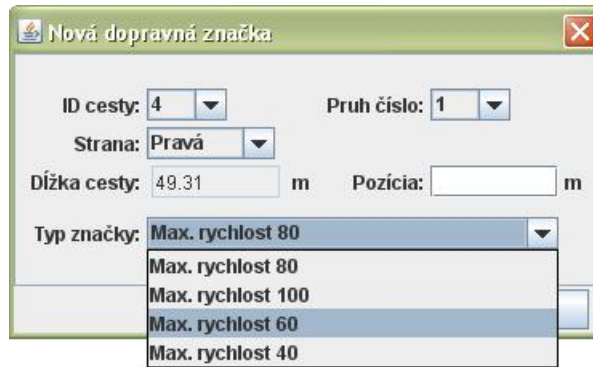 Nová dopravná značka
ID cesty: 4 Pruh číslo: 1
Strana: Pravá
Dĺžka cesty: 49.31 m Pozícia: m
Typ značky: Max. rychlost 80
Max. rychlost 80
Max. rychlost 100
Max. rychlost 60
Max. rychlost 40